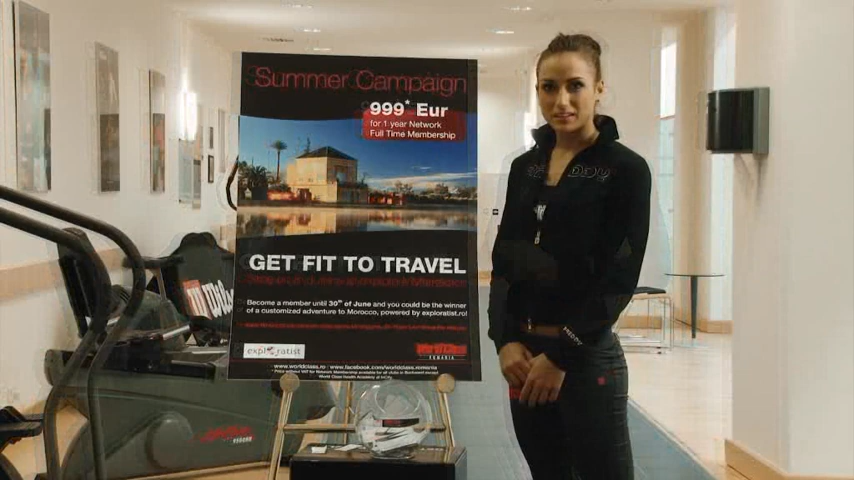 Summer Campaign
999* Eur
for 1 year Network
Full Time Membership
GET FIT TO TRAVEL
Become a member until 30th of June and you could be the winner
of a customized adventure to Morocco, powered by exploratist.ro!
exploratist
World Class
ROMANIA
www.worldclass.ro | www.facebook.com/worldclass.romania